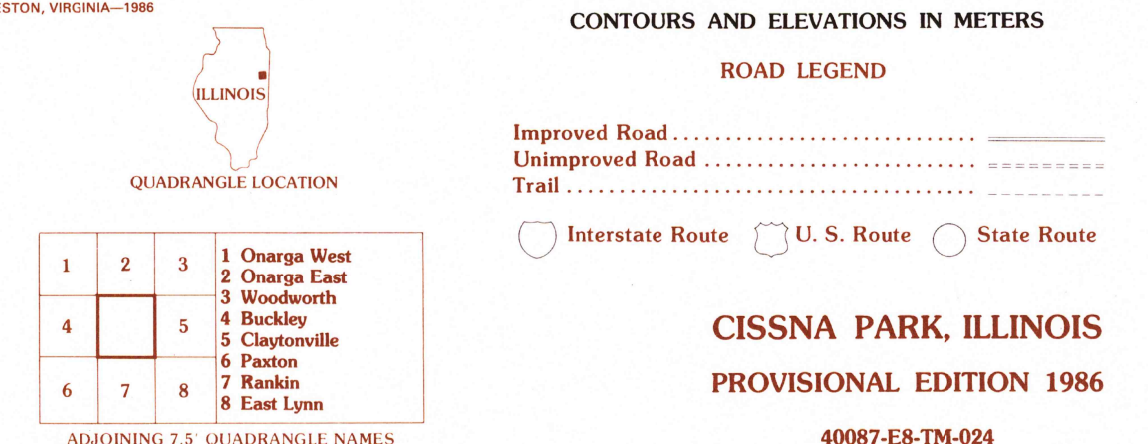 ESTON, VIRGINIA—1986
ILLINOIS
QUADRANGLE LOCATION
1 2 3
4 5
6 7 8
1 Onarga West
2 Onarga East
3 Woodworth
4 Buckley
5 Claytonville
6 Paxton
7 Rankin
8 East Lynn
ADJOINING 7.5' QUADRANGLE NAMES
CONTOURS AND ELEVATIONS IN METERS
ROAD LEGEND
Improved Road
Unimproved Road
Trail
Interstate Route U. S. Route State Route
CISSNA PARK, ILLINOIS
PROVISIONAL EDITION 1986
40087-E8-TM-024